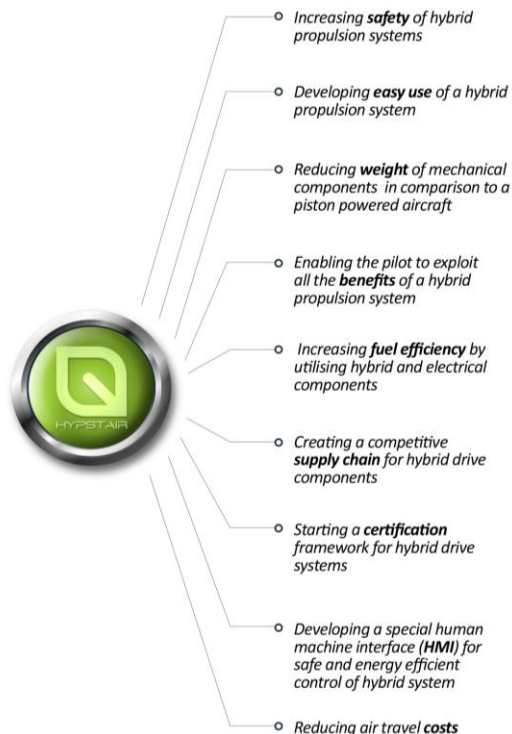 Increasing safety of hybrid
propulsion systems
Developing easy use of a hybrid
propulsion system
Reducing weight of mechanical
components in comparison to a
piston powered aircraft
Enabling the pilot to exploit
all the benefits of a hybrid
propulsion system
Increasing fuel efficiency by
utilising hybrid and electrical
components
HYPSTAIR
Creating a competitive
supply chain for hybrid drive
components
Starting a certification
framework for hybrid drive
systems
Developing a special human
machine interface (HMI) for
safe and energy efficient
control of hybrid system
Reducing air travel costs